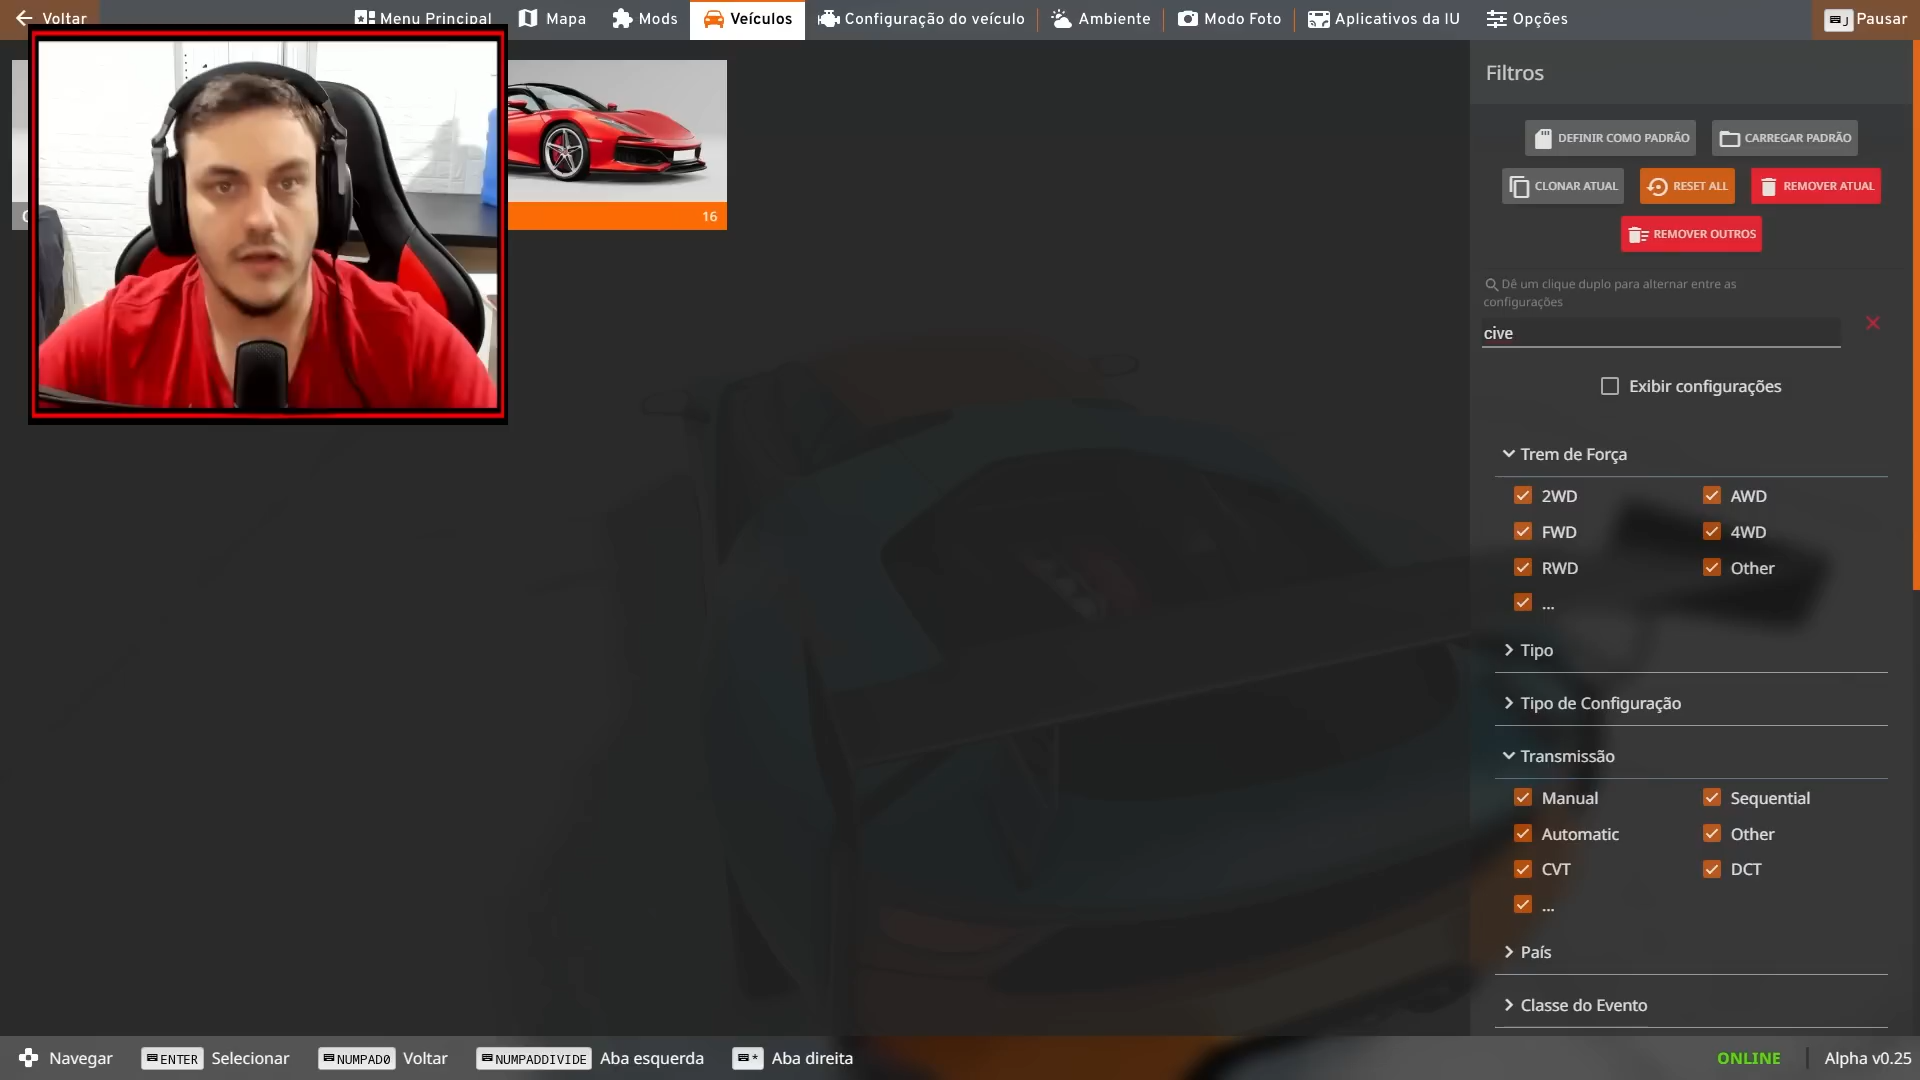 Voltar
Menu Principal
Mapa
Mods
Veículos
Configuração do veículo
Ambiente
Modo Foto
Aplicativos da IU
Opções
J
Pausar
16
Filtros
DEFINIR COMO PADRÃO
CARREGAR PADRÃO
CLONAR ATUAL
RESET ALL
REMOVER ATUAL
REMOVER OUTROS
Dê um clique duplo para alternar entre as
configurações
cive
Exibir configurações
Trem de Força
2WD
AWD
FWD
4WD
RWD
Other
...
Tipo
Tipo de Configuração
Transmissão
Manual
Sequential
Automatic
Other
CVT
DCT
...
País
Classe do Evento
Navegar
ENTER
Selecionar
NUMPAD0
Voltar
NUMPADDIVIDE
Aba esquerda
*
Aba direita
ONLINE
Alpha v0.25